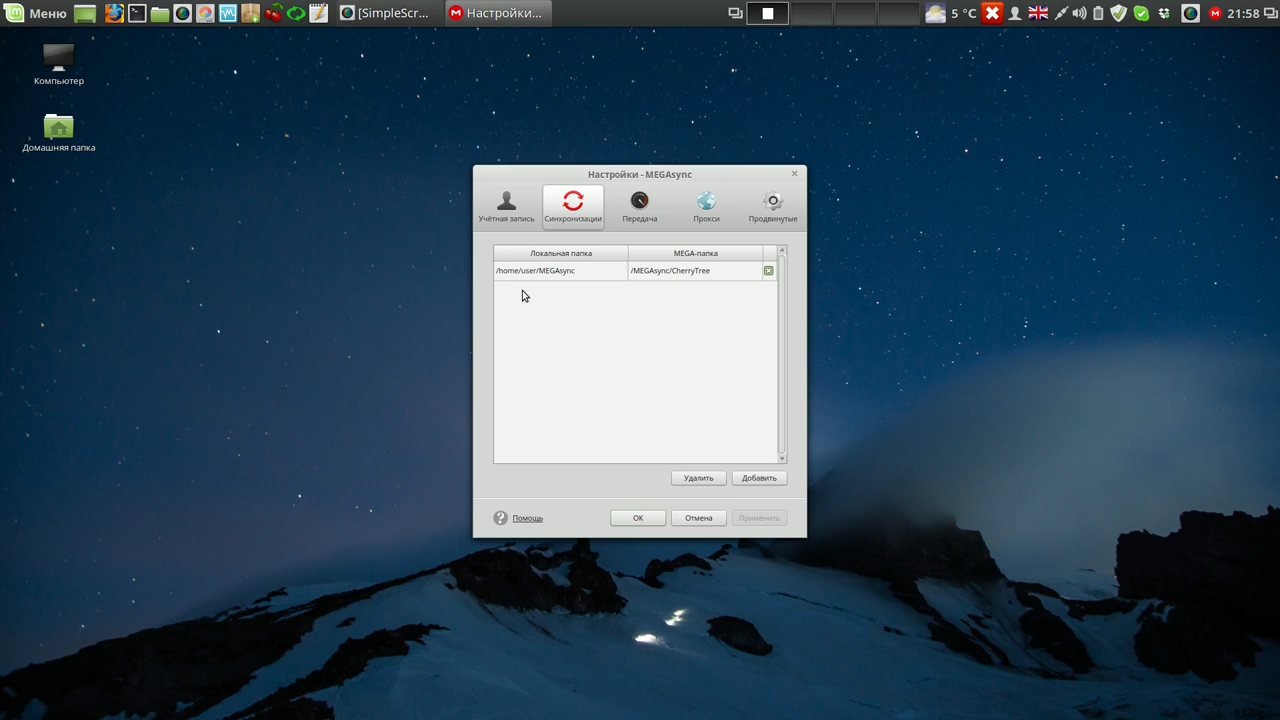 Меню
[SimpleScr...
Настройки...
5 °C
21:58
Компьютер
Домашняя папка
Настройки - MEGAsync
Учётная запись
Синхронизации
Передача
Прокси
Продвинутые
Локальная папка
MEGA-папка
/home/user/MEGAsync
/MEGAsync/CherryTree
Удалить
Добавить
Помощь
ОК
Отмена
Применить